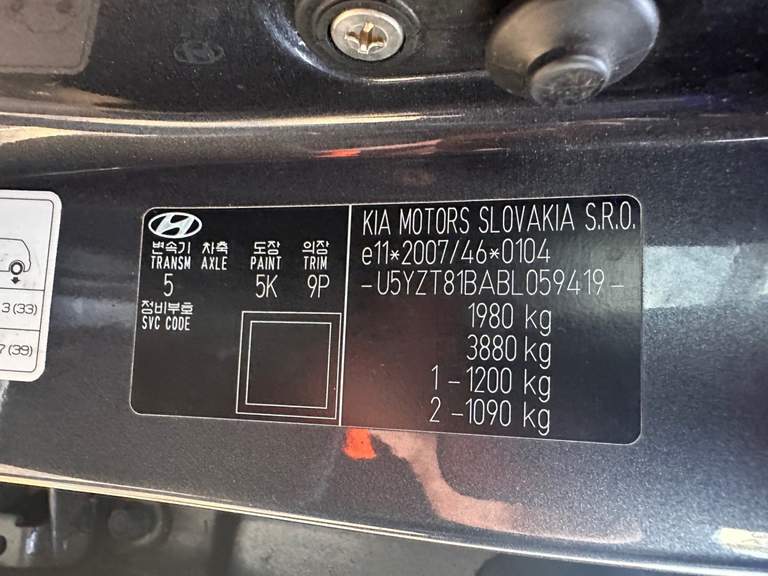 3 (33)
7 (39)
변속기 차축 도장 의장
TRANSM AXLE PAINT TRIM
5 5K 9P
정비부호
SVC CODE
KIA MOTORS SLOVAKIA S.R.O.
e11*2007/46*0104
-U5YZT81BABL059419-
1980 kg
3880 kg
1 -1200 kg
2 -1090 kg